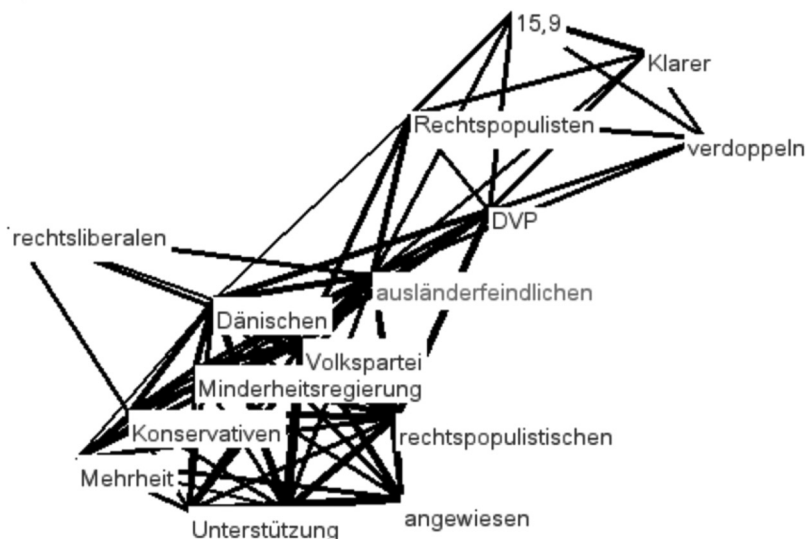 15,9
Klarer
Rechtspopulisten
verdoppeln
DVP
rechtsliberalen
ausländerfeindlichen
Dänischen
Volkspartei
Minderheitsregierung
Konservativen
rechtspopulistischen
Mehrheit
angewiesen
Unterstützung